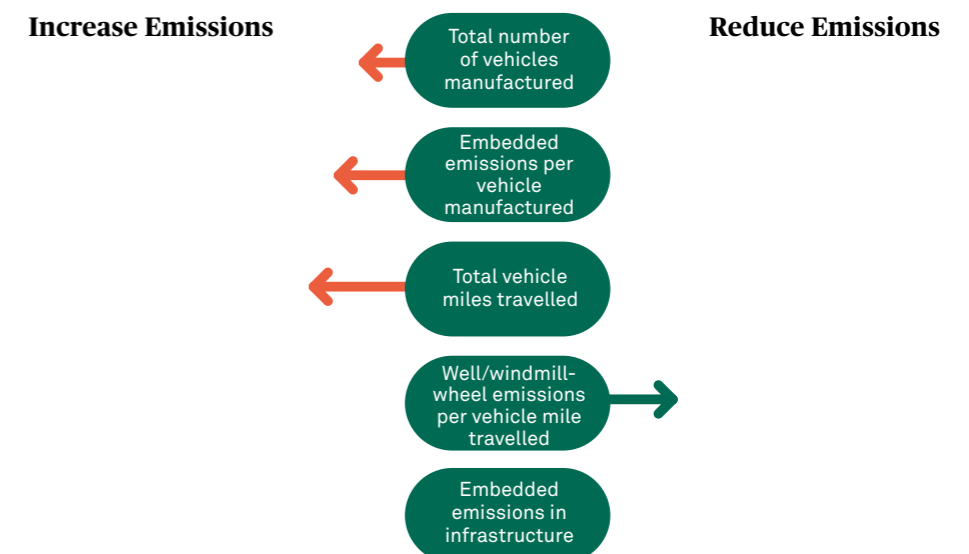 Increase Emissions
Reduce Emissions
Total number
of vehicles
manufactured
Embedded
emissions per
vehicle
manufactured
Total vehicle
miles travelled
Well/windmill-
wheel emissions
per vehicle mile
travelled
Embedded
emissions in
infrastructure